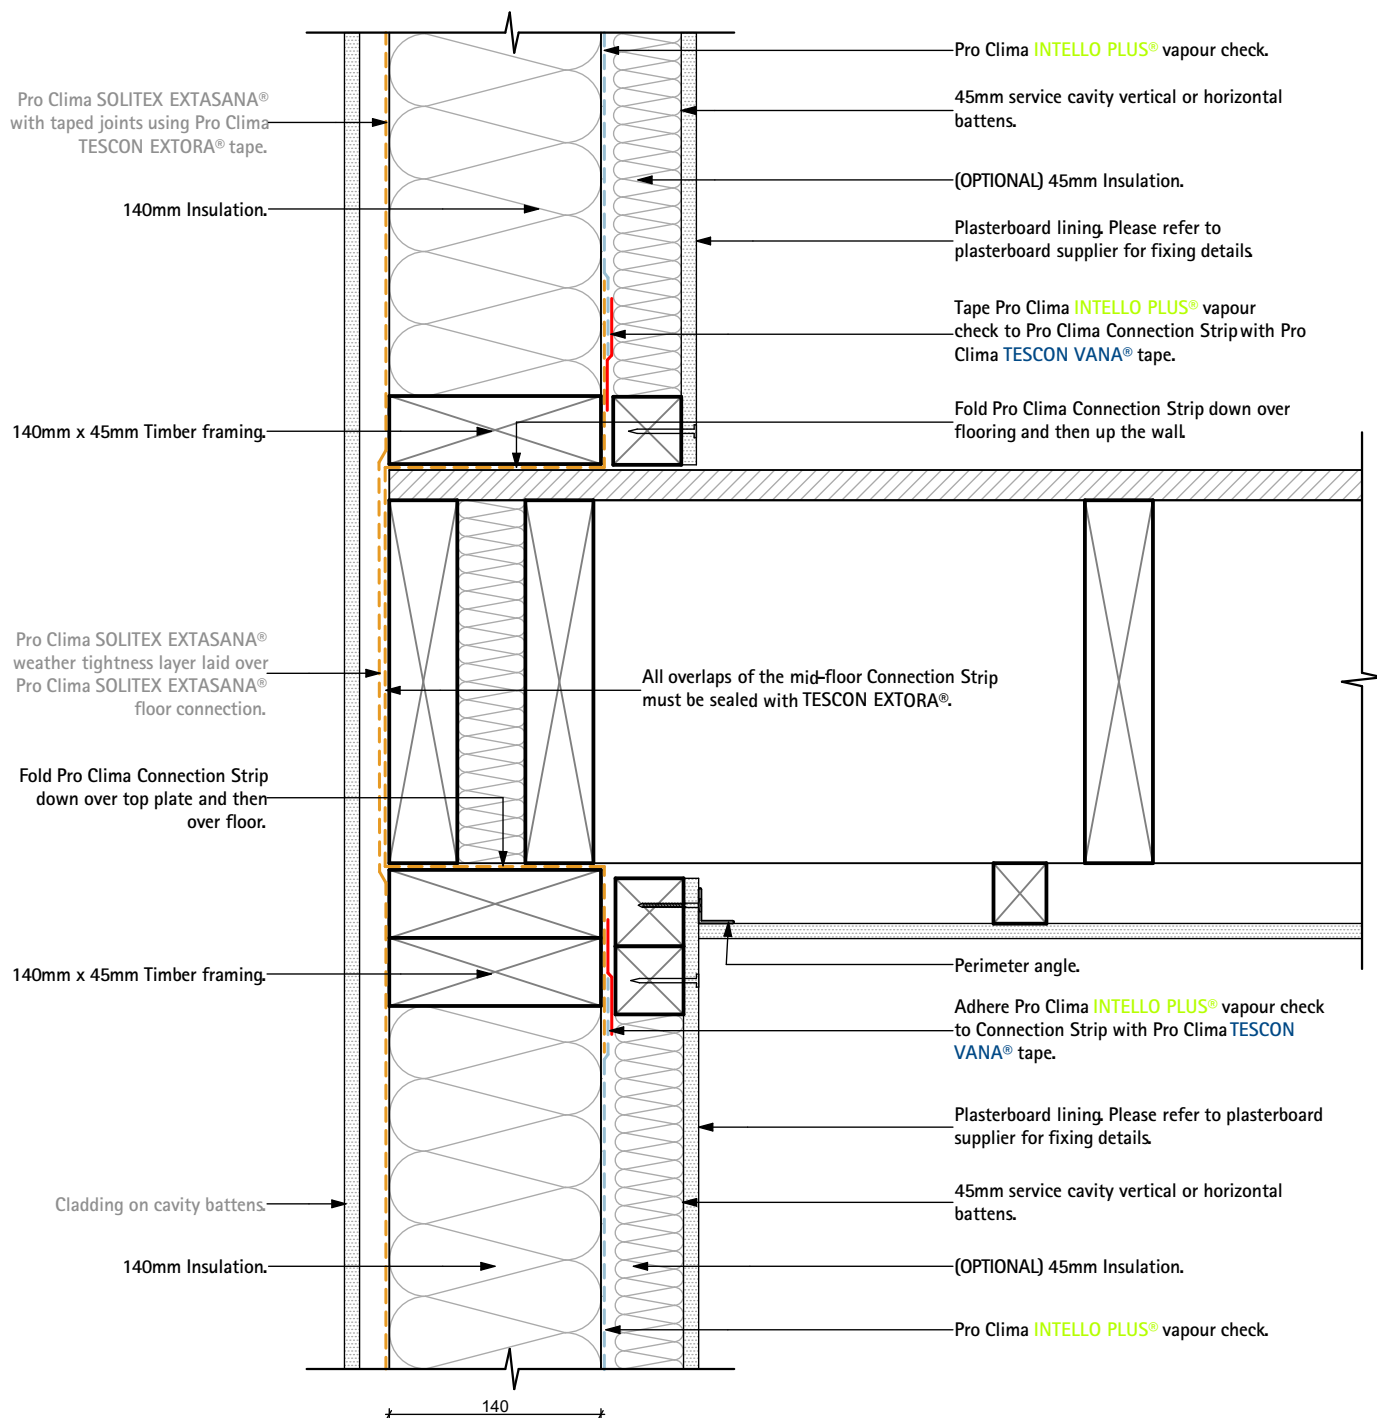 Pro Clima SOLITEX EXTASANA®
with taped joints using Pro Clima
TESCON EXTORA® tape.
140mm Insulation.
140mm x 45mm Timber framing.
Pro Clima SOLITEX EXTASANA®
weather tightness layer laid over
Pro Clima SOLITEX EXTASANA®
floor connection.
Fold Pro Clima Connection Strip
down over top plate and then
over floor.
140mm x 45mm Timber framing.
Cladding on cavity battens.
140mm Insulation.
Pro Clima INTELLO PLUS® vapour check.
45mm service cavity vertical or horizontal
battens.
(OPTIONAL) 45mm Insulation.
Plasterboard lining. Please refer to
plasterboard supplier for fixing details.
Tape Pro Clima INTELLO PLUS® vapour
check to Pro Clima Connection Strip with Pro
Clima TESCON VANA® tape.
Fold Pro Clima Connection Strip down over
flooring and then up the wall.
All overlaps of the mid-floor Connection Strip
must be sealed with TESCON EXTORA®.
Perimeter angle.
Adhere Pro Clima INTELLO PLUS® vapour check
to Connection Strip with Pro Clima TESCON
VANA® tape.
Plasterboard lining. Please refer to plasterboard
supplier for fixing details.
45mm service cavity vertical or horizontal
battens.
(OPTIONAL) 45mm Insulation.
Pro Clima INTELLO PLUS® vapour check.
140